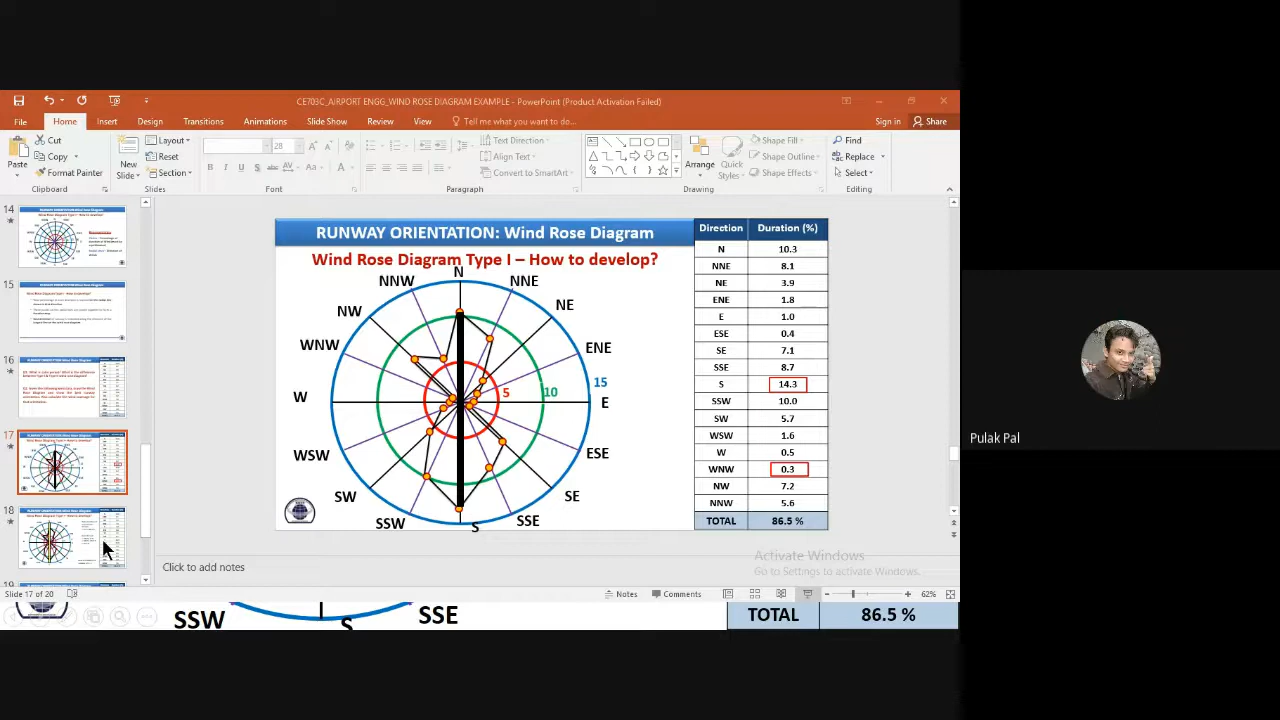 CE703C_AIRPORT ENGG_WIND ROSE DIAGRAM EXAMPLE - PowerPoint (Product Activation Failed)
File Home Insert Design Transitions Animations Slide Show Review View Tell me what you want to do... Sign in Share
Paste
Cut
Copy
Format Painter
Clipboard
New Slide
Layout
Reset
Section
Slides
28
Font
Paragraph
Text Direction
Align Text
Convert to SmartArt
Arrange
Quick Styles
Shape Fill
Shape Outline
Shape Effects
Drawing
Find
Replace
Select
Editing
14
15
16
17
18
RUNWAY ORIENTATION: Wind Rose Diagram
Wind Rose Diagram Type I – How to develop?
N
NNW
NNE
NW
NE
WNW
ENE
W
5
10
15
E
WSW
ESE
SW
SE
SSW
S
SSE
Direction Duration (%)
N 10.3
NNE 8.1
NE 3.9
ENE 1.8
E 1.0
ESE 0.4
SE 7.1
SSE 8.7
S 14.3
SSW 10.0
SW 5.7
WSW 1.6
W 0.5
WNW 0.3
NW 7.2
NNW 5.6
TOTAL 86.5 %
Activate Windows
Go to Settings to activate Windows.
Click to add notes
Slide 17 of 20
Notes
Comments
62%
SSW
S
SSE
TOTAL 86.5 %
Pulak Pal